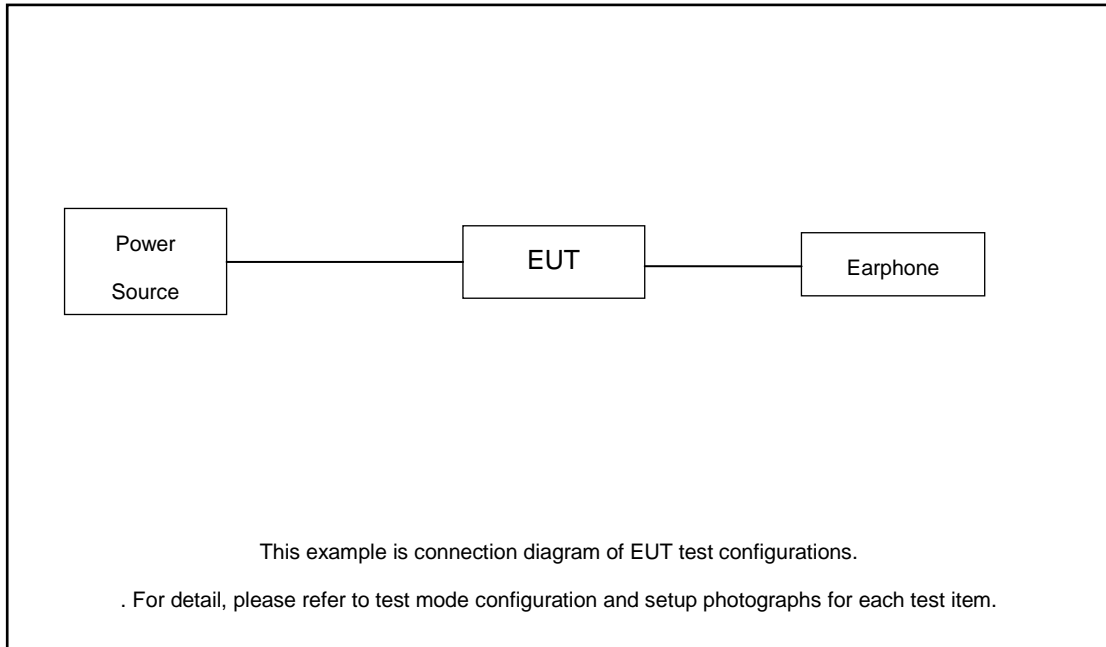 Power
Source
EUT
Earphone
This example is connection diagram of EUT test configurations.
. For detail, please refer to test mode configuration and setup photographs for each test item.